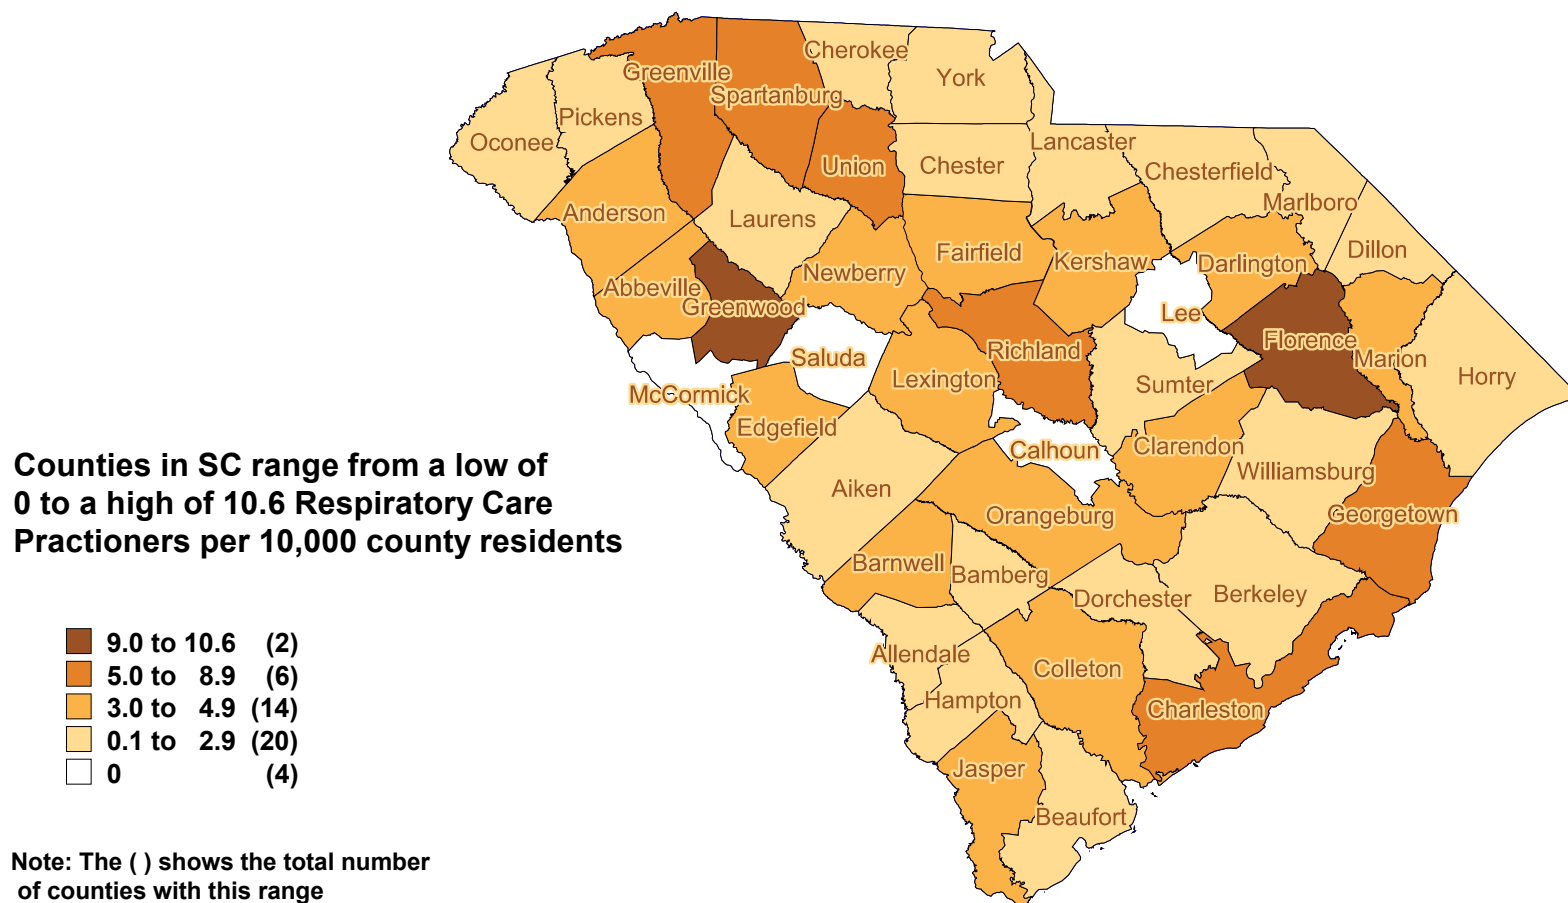 Cherokee
Greenville
York
Spartanburg
Pickens
Oconee
Lancaster
Union
Chester
Chesterfield
Marlboro
Anderson
Laurens
Dillon
Fairfield
Kershaw
Darlington
Newberry
Abbeville
Greenwood
Lee
Florence
Richland
Saluda
Marion
Lexington
Sumter
Horry
McCormick
Edgefield
Clarendon
Calhoun
Williamsburg
Aiken
Orangeburg
Georgetown
Barnwell
Bamberg
Berkeley
Dorchester
Allendale
Colleton
Hampton
Charleston
Jasper
Beaufort
Counties in SC range from a low of
0 to a high of 10.6 Respiratory Care
Practioners per 10,000 county residents
9.0 to 10.6 (2)
5.0 to 8.9 (6)
3.0 to 4.9 (14)
0.1 to 2.9 (20)
0 (4)
Note: The ( ) shows the total number
of counties with this range